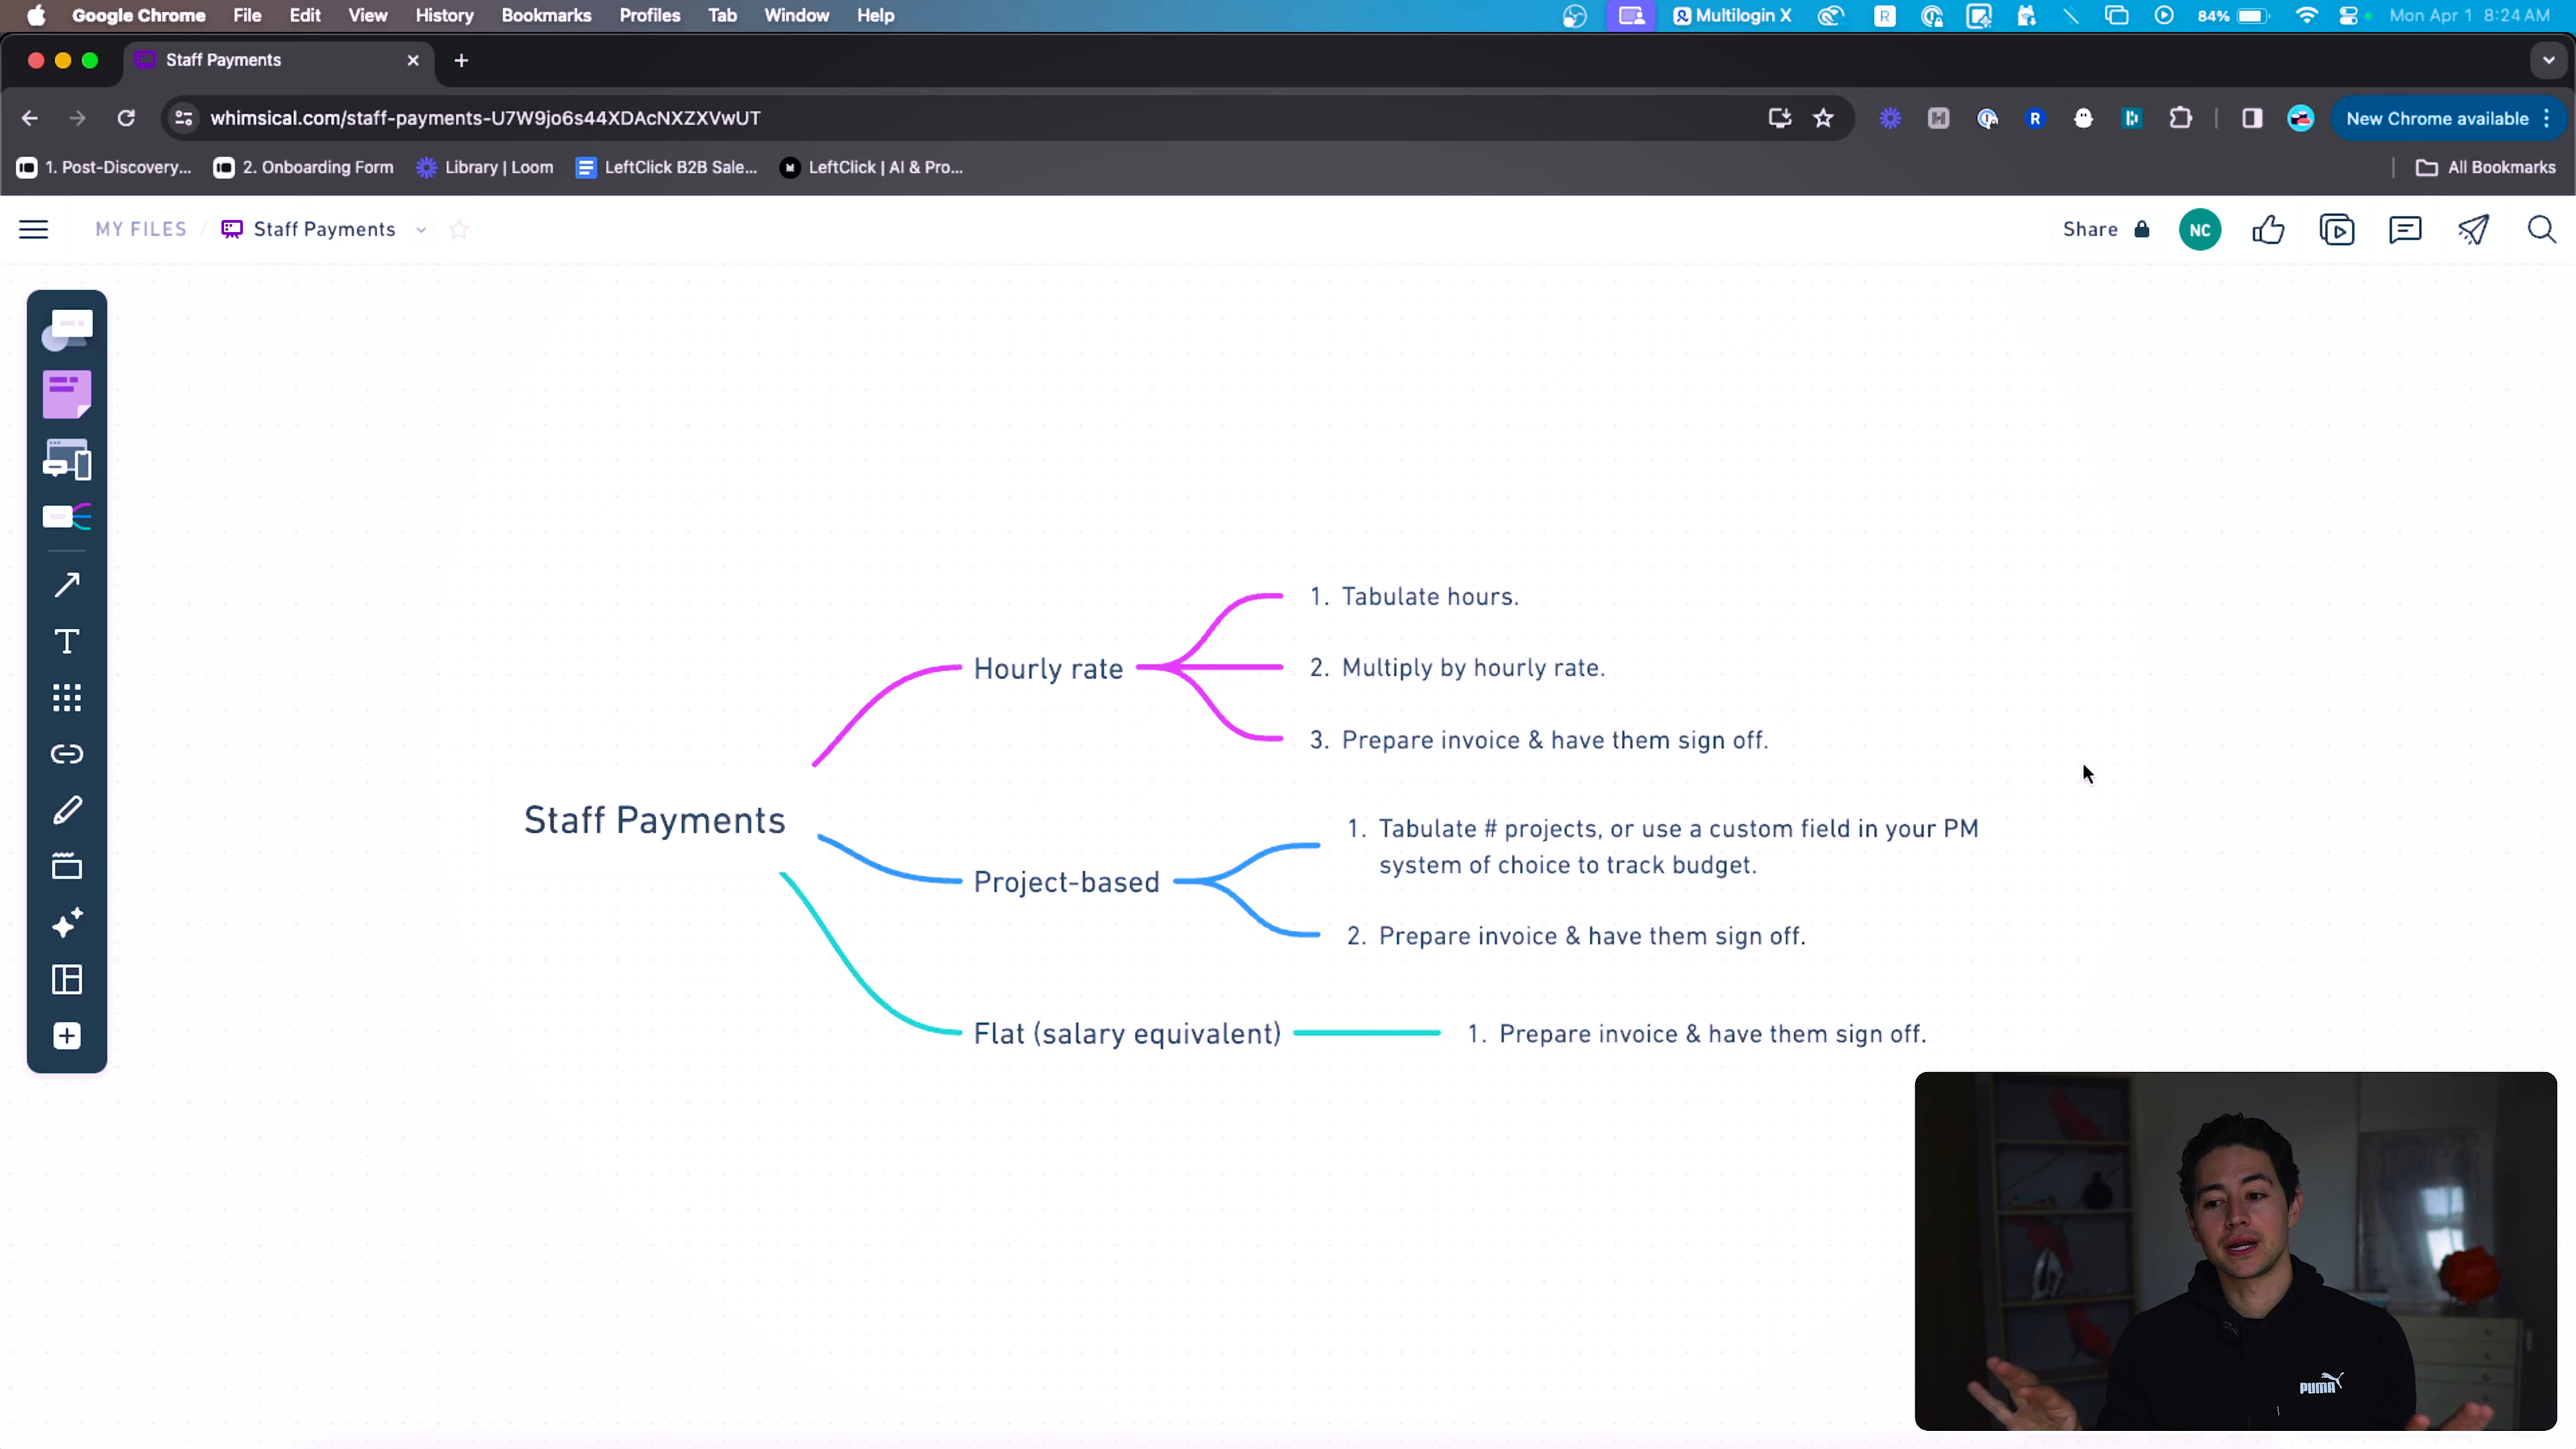 Google Chrome File Edit View History Bookmarks Profiles Tab Window Help Multilogin X 84% Mon Apr 1 8:24 AM
Staff Payments
whimsical.com/staff-payments-U7W9jo6s44XDAcNXZXVwUT New Chrome available
1. Post-Discovery... 2. Onboarding Form Library | Loom LeftClick B2B Sale... LeftClick | AI & Pro... All Bookmarks
MY FILES / Staff Payments Share NC
1. Tabulate hours.
Hourly rate
2. Multiply by hourly rate.
3. Prepare invoice & have them sign off.
Staff Payments
1. Tabulate # projects, or use a custom field in your PM
system of choice to track budget.
Project-based
2. Prepare invoice & have them sign off.
Flat (salary equivalent)
1. Prepare invoice & have them sign off.
PUMA